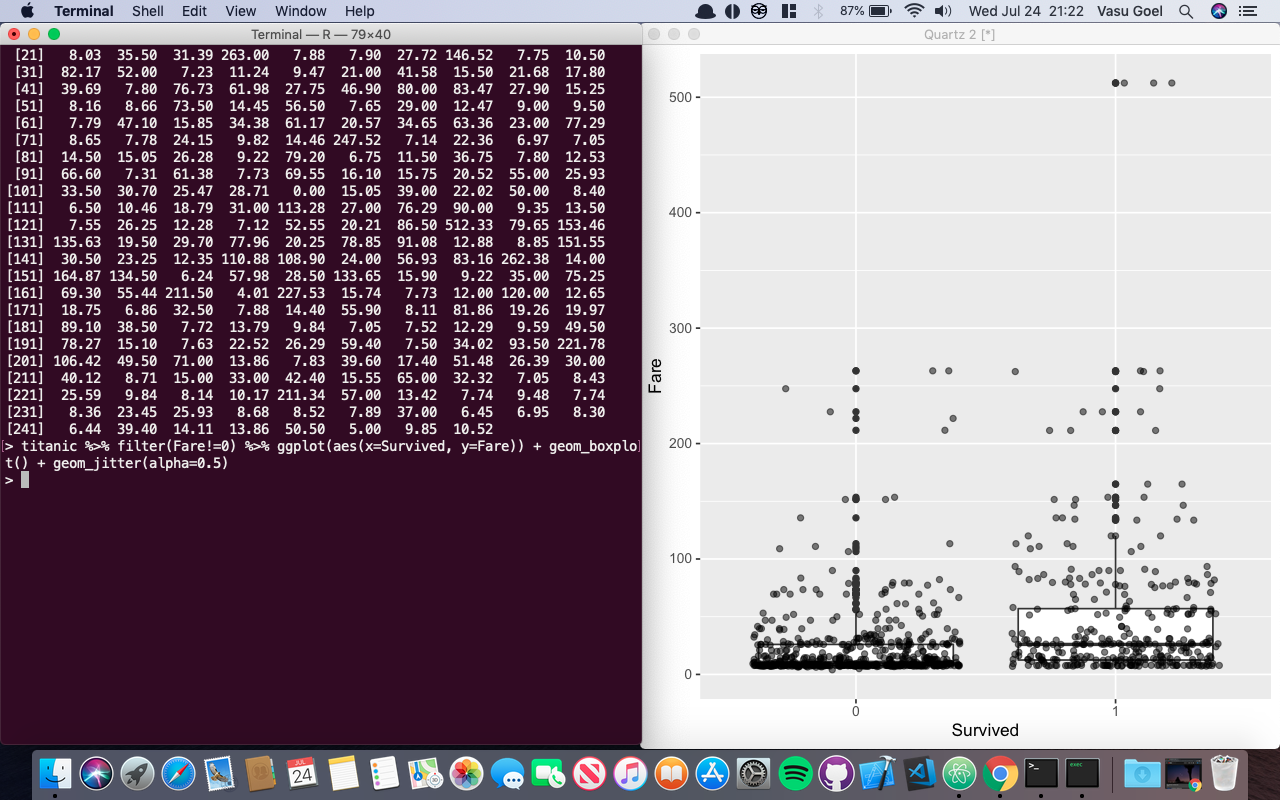 Terminal Shell Edit View Window Help 87% Wed Jul 24 21:22 Vasu Goel
Terminal — R — 79×40
[21] 8.03 35.50 31.39 263.00 7.88 7.90 27.72 146.52 7.75 10.50
[31] 82.17 52.00 7.23 11.24 9.47 21.00 41.58 15.50 21.68 17.80
[41] 39.69 7.80 76.73 61.98 27.75 46.90 80.00 83.47 27.90 15.25
[51] 8.16 8.66 73.50 14.45 56.50 7.65 29.00 12.47 9.00 9.50
[61] 7.79 47.10 15.85 34.38 61.17 20.57 34.65 63.36 23.00 77.29
[71] 8.65 7.78 24.15 9.82 14.46 247.52 7.14 22.36 6.97 7.05
[81] 14.50 15.05 26.28 9.22 79.20 6.75 11.50 36.75 7.80 12.53
[91] 66.60 7.31 61.38 7.73 69.55 16.10 15.75 20.52 55.00 25.93
[101] 33.50 30.70 25.47 28.71 0.00 15.05 39.00 22.02 50.00 8.40
[111] 6.50 10.46 18.79 31.00 113.28 27.00 76.29 90.00 9.35 13.50
[121] 7.55 26.25 12.28 7.12 52.55 20.21 86.50 512.33 79.65 153.46
[131] 135.63 19.50 29.70 77.96 20.25 78.85 91.08 12.88 8.85 151.55
[141] 30.50 23.25 12.35 110.88 108.90 24.00 56.93 83.16 262.38 14.00
[151] 164.87 134.50 6.24 57.98 28.50 133.65 15.90 9.22 35.00 75.25
[161] 69.30 55.44 211.50 4.01 227.53 15.74 7.73 12.00 120.00 12.65
[171] 18.75 6.86 32.50 7.88 14.40 55.90 8.11 81.86 19.26 19.97
[181] 89.10 38.50 7.72 13.79 9.84 7.05 7.52 12.29 9.59 49.50
[191] 78.27 15.10 7.63 22.52 26.29 59.40 7.50 34.02 93.50 221.78
[201] 106.42 49.50 71.00 13.86 7.83 39.60 17.40 51.48 26.39 30.00
[211] 40.12 8.71 15.00 33.00 42.40 15.55 65.00 32.32 7.05 8.43
[221] 25.59 9.84 8.14 10.17 211.34 57.00 13.42 7.74 9.48 7.74
[231] 8.36 23.45 25.93 8.68 8.52 7.89 37.00 6.45 6.95 8.30
[241] 6.44 39.40 14.11 13.86 50.50 5.00 9.85 10.52
> titanic %>% filter(Fare!=0) %>% ggplot(aes(x=Survived, y=Fare)) + geom_boxplo
t() + geom_jitter(alpha=0.5)
>
Quartz 2 [*]
500
400
300
Fare
200
100
0
0 1
Survived
JUL
24